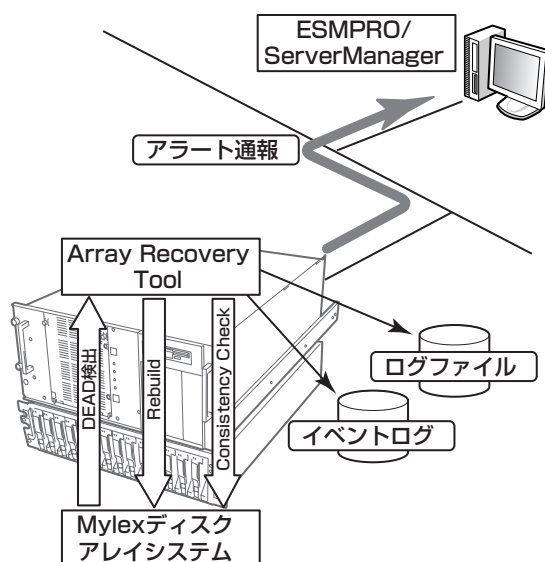 ESMPRO/
ServerManager
アラート通報
Array Recovery
Tool
DEAD検出
Rebuild
Consistency Check
ログファイル
イベントログ
Mylexディスク
アレイシステム